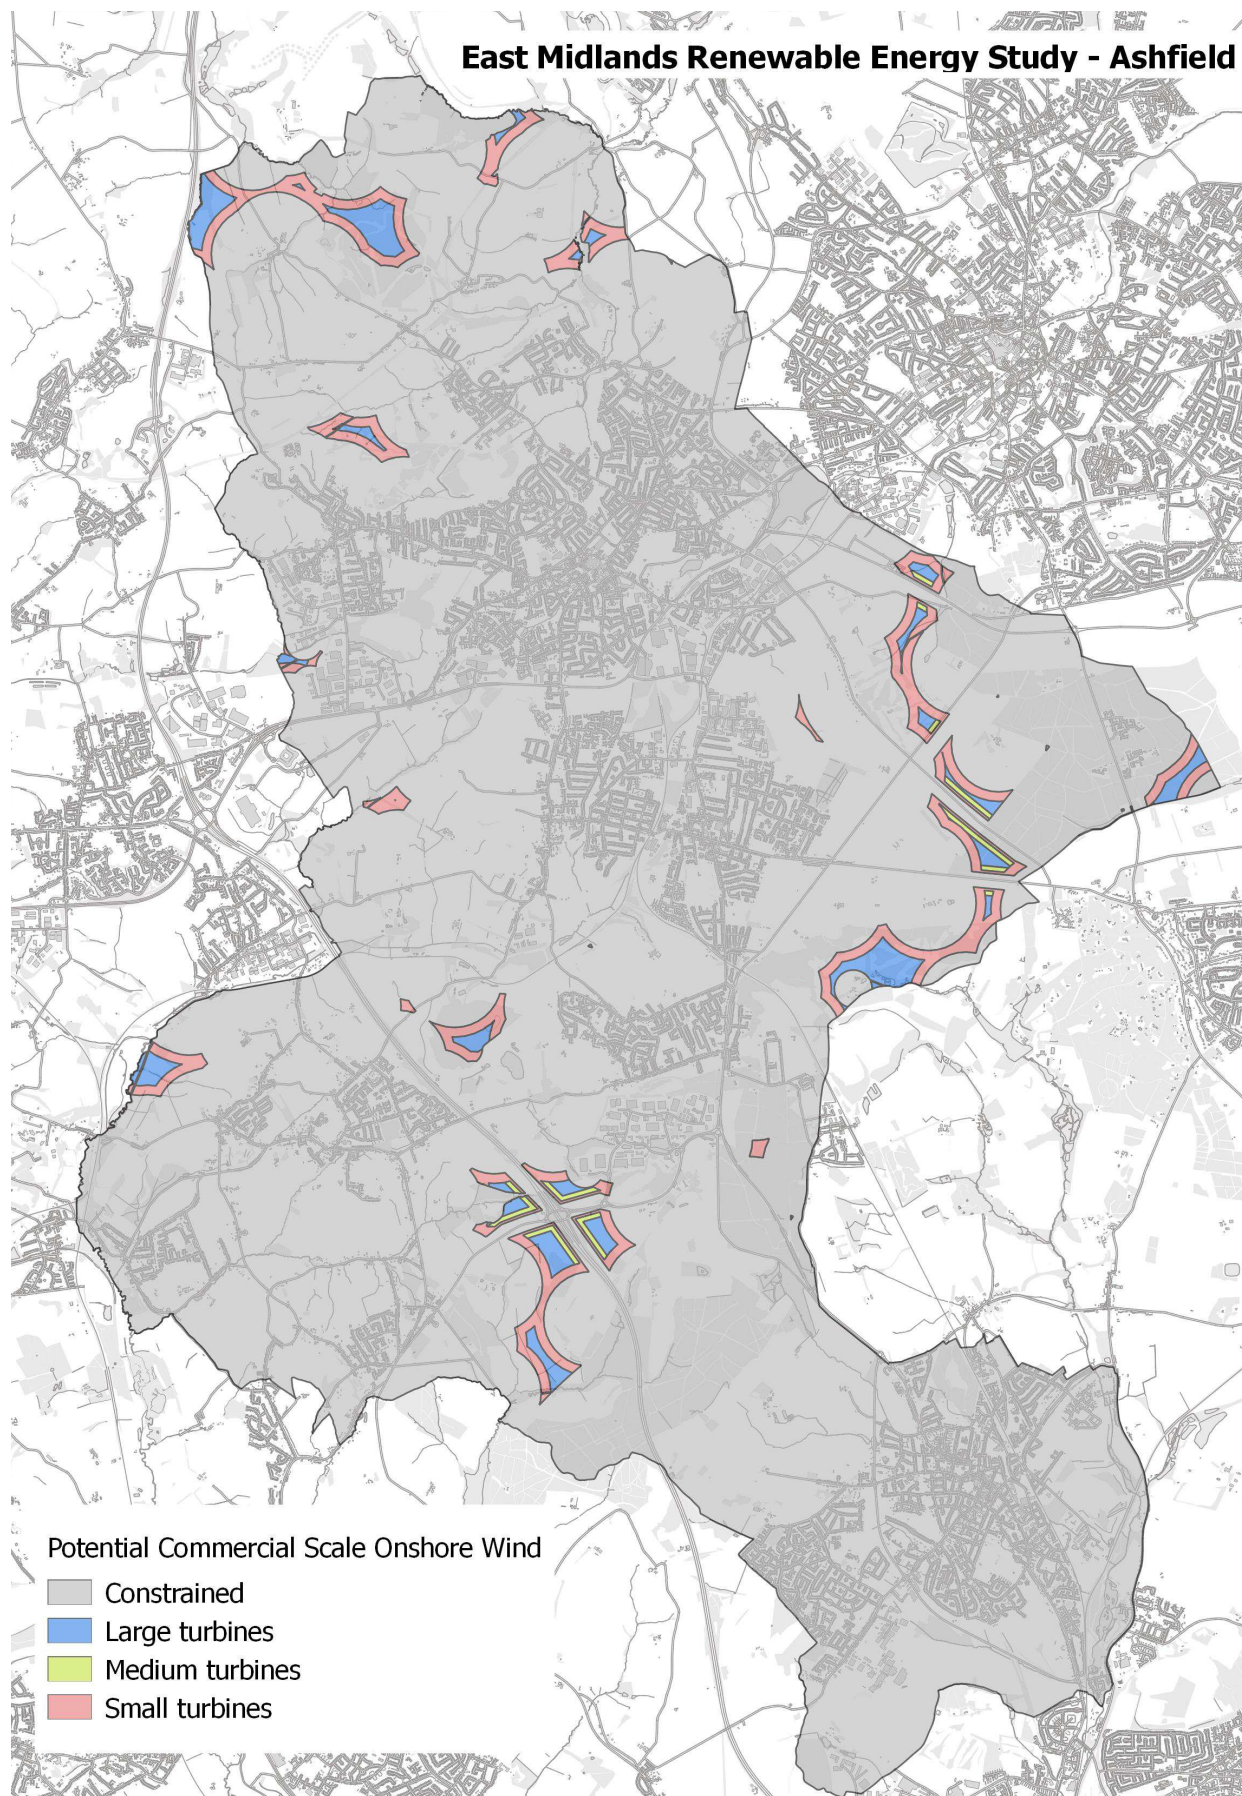 East Midlands Renewable Energy Study - Ashfield
Potential Commercial Scale Onshore Wind
Constrained
Large turbines
Medium turbines
Small turbines